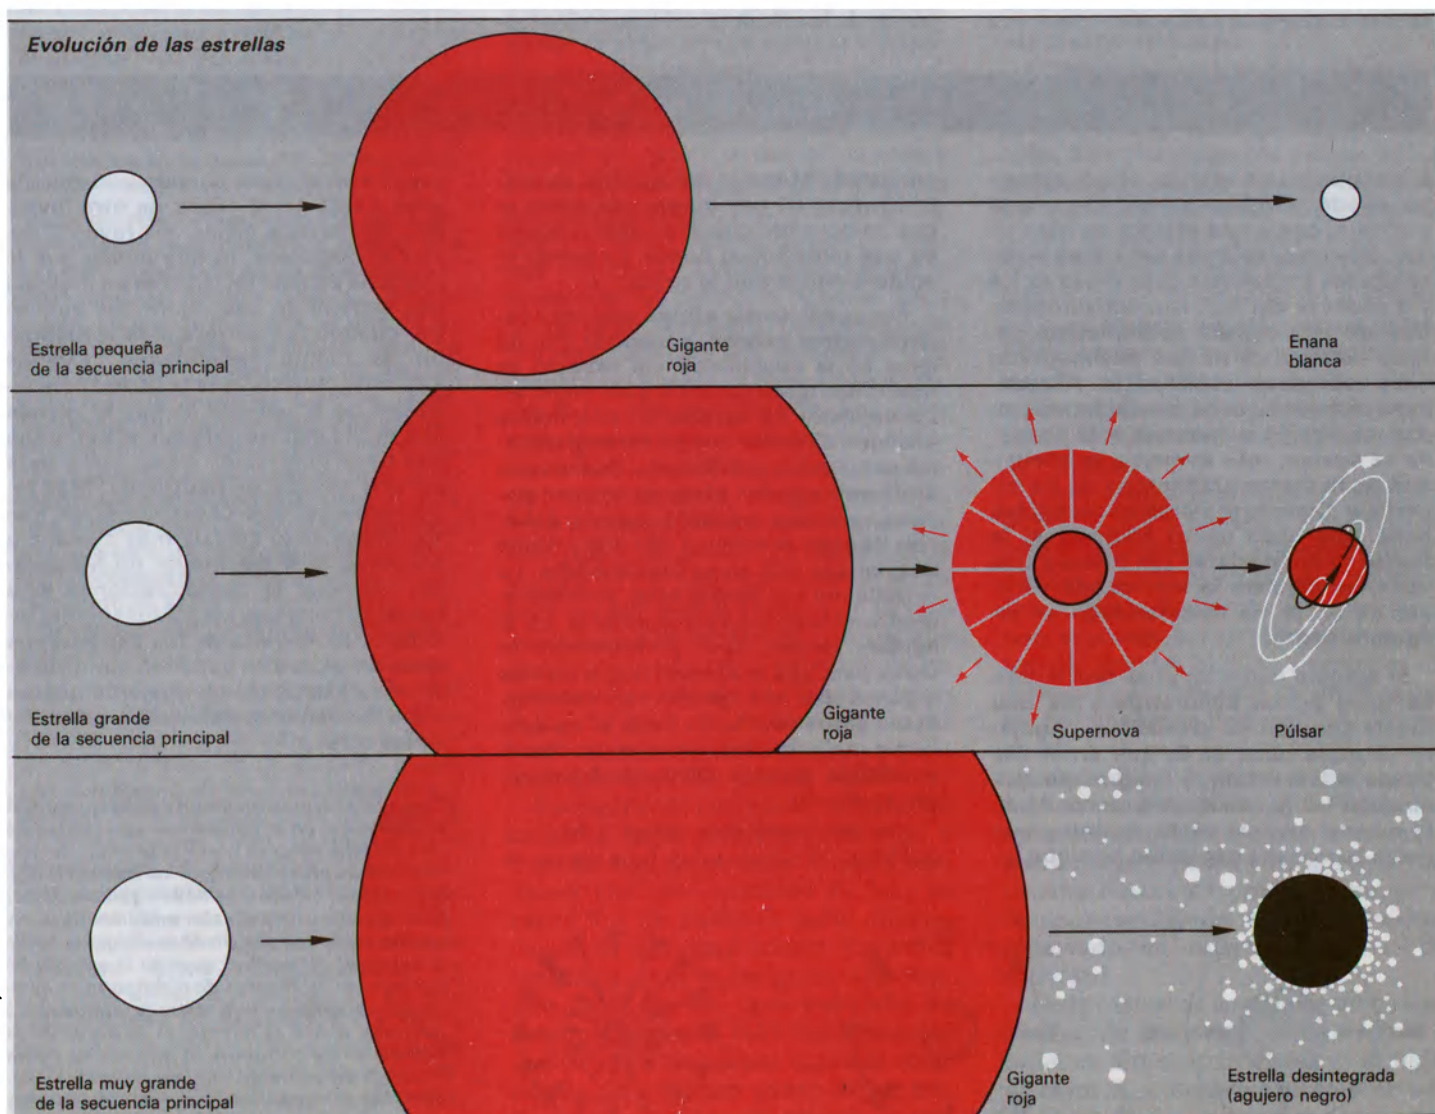 Evolución de las estrellas
Estrella pequeña
de la secuencia principal
Gigante
roja
Enana
blanca
Estrella grande
de la secuencia principal
Gigante
roja
Supernova
Púlsar
Estrella muy grande
de la secuencia principal
Gigante
roja
Estrella desintegrada
(agujero negro)